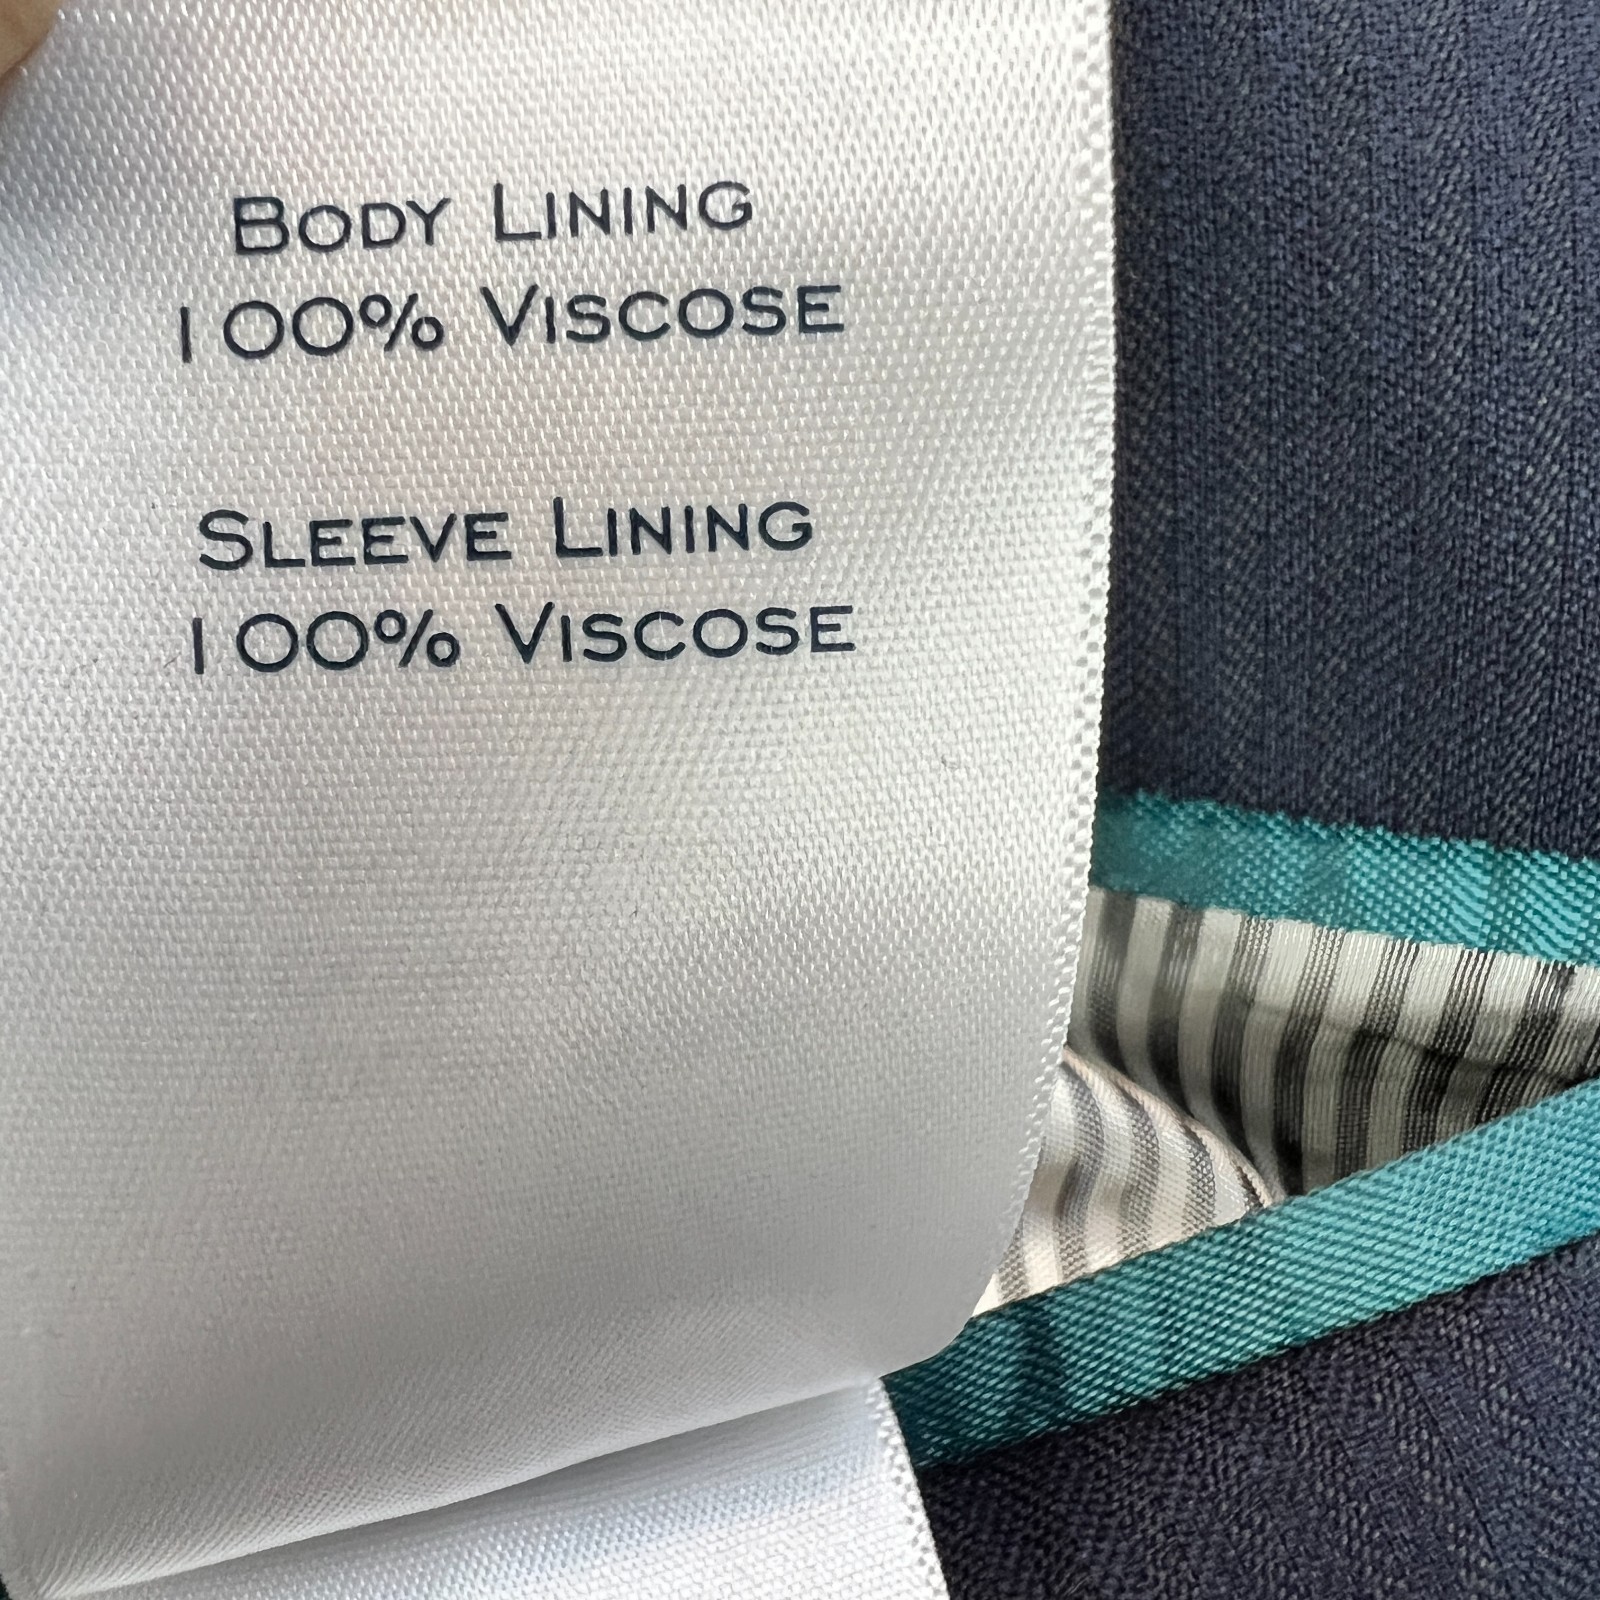 Body Lining
100% Viscose
Sleeve Lining
100% Viscose